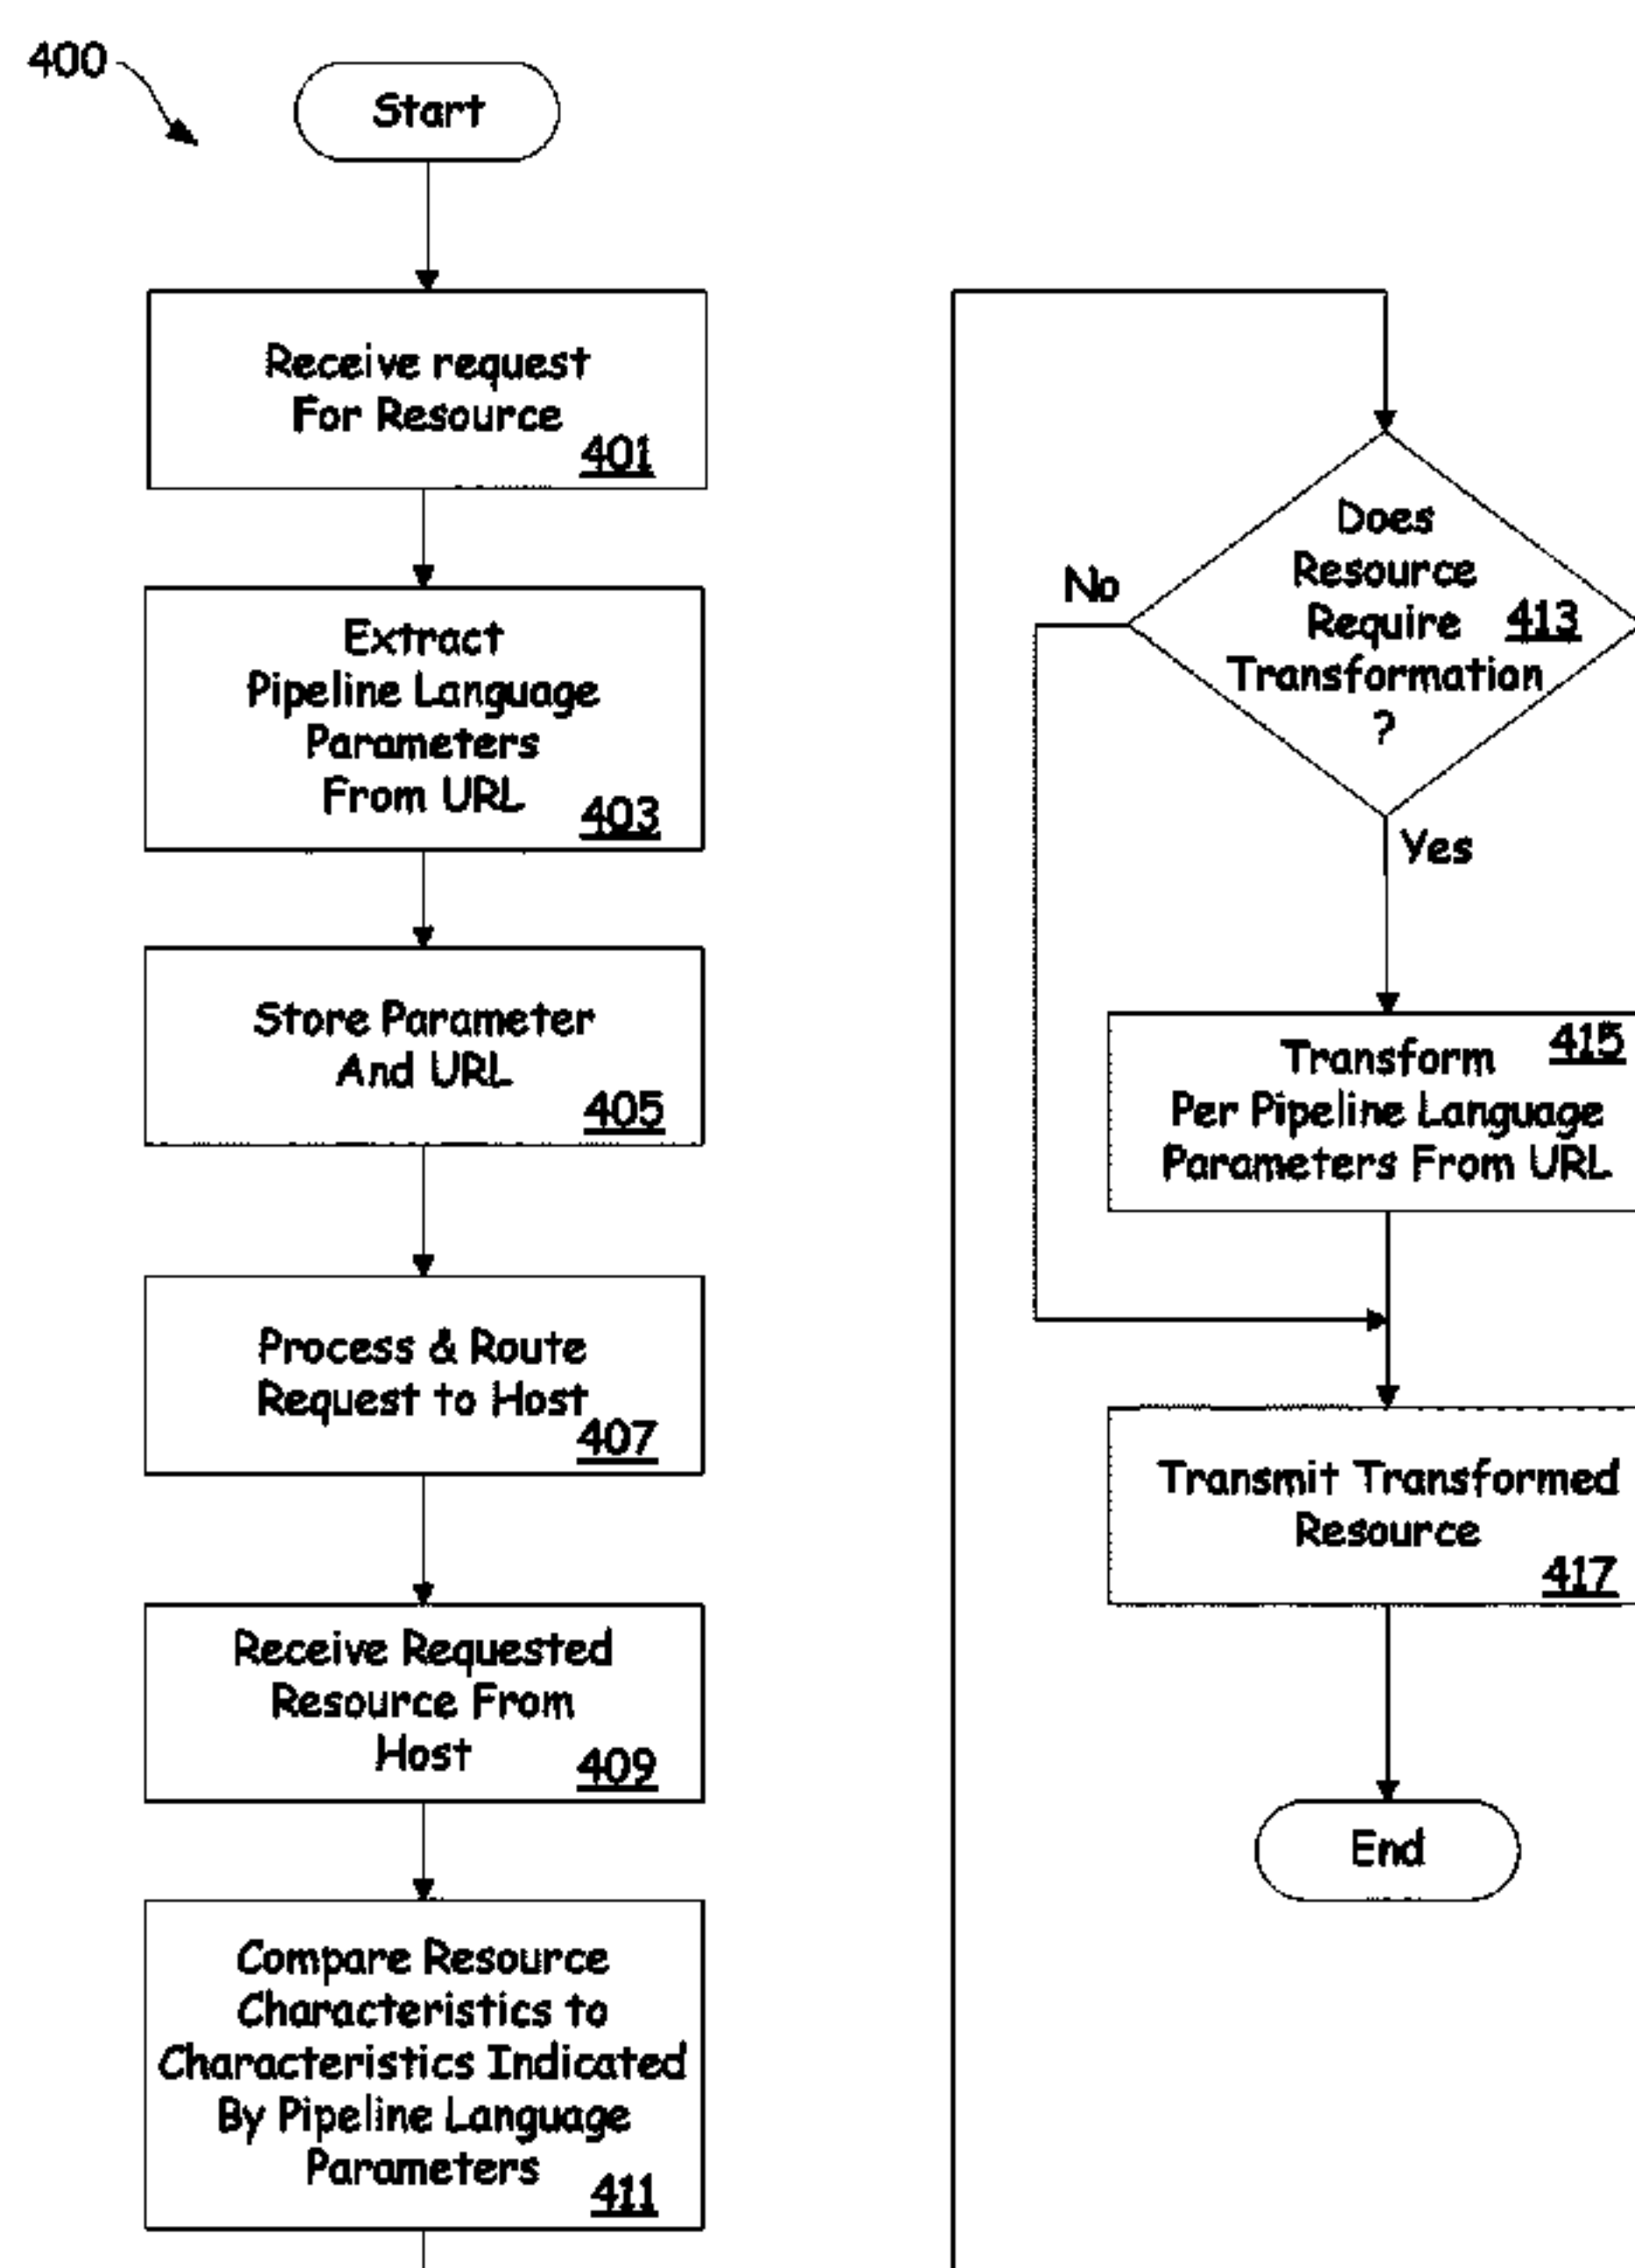 400
Start
Receive request
For Resource
401
Extract
Pipeline Language
Parameters
From URL
403
Store Parameter
And URL
405
Process & Route
Request to Host
407
Receive Requested
Resource From
Host
409
Compare Resource
Characteristics to
Characteristics Indicated
By Pipeline Language
Parameters
411
Does
Resource
Require 413
Transformation
?
No
Yes
415
Transform
Per Pipeline Language
Parameters From URL
Transmit Transformed
Resource
417
End